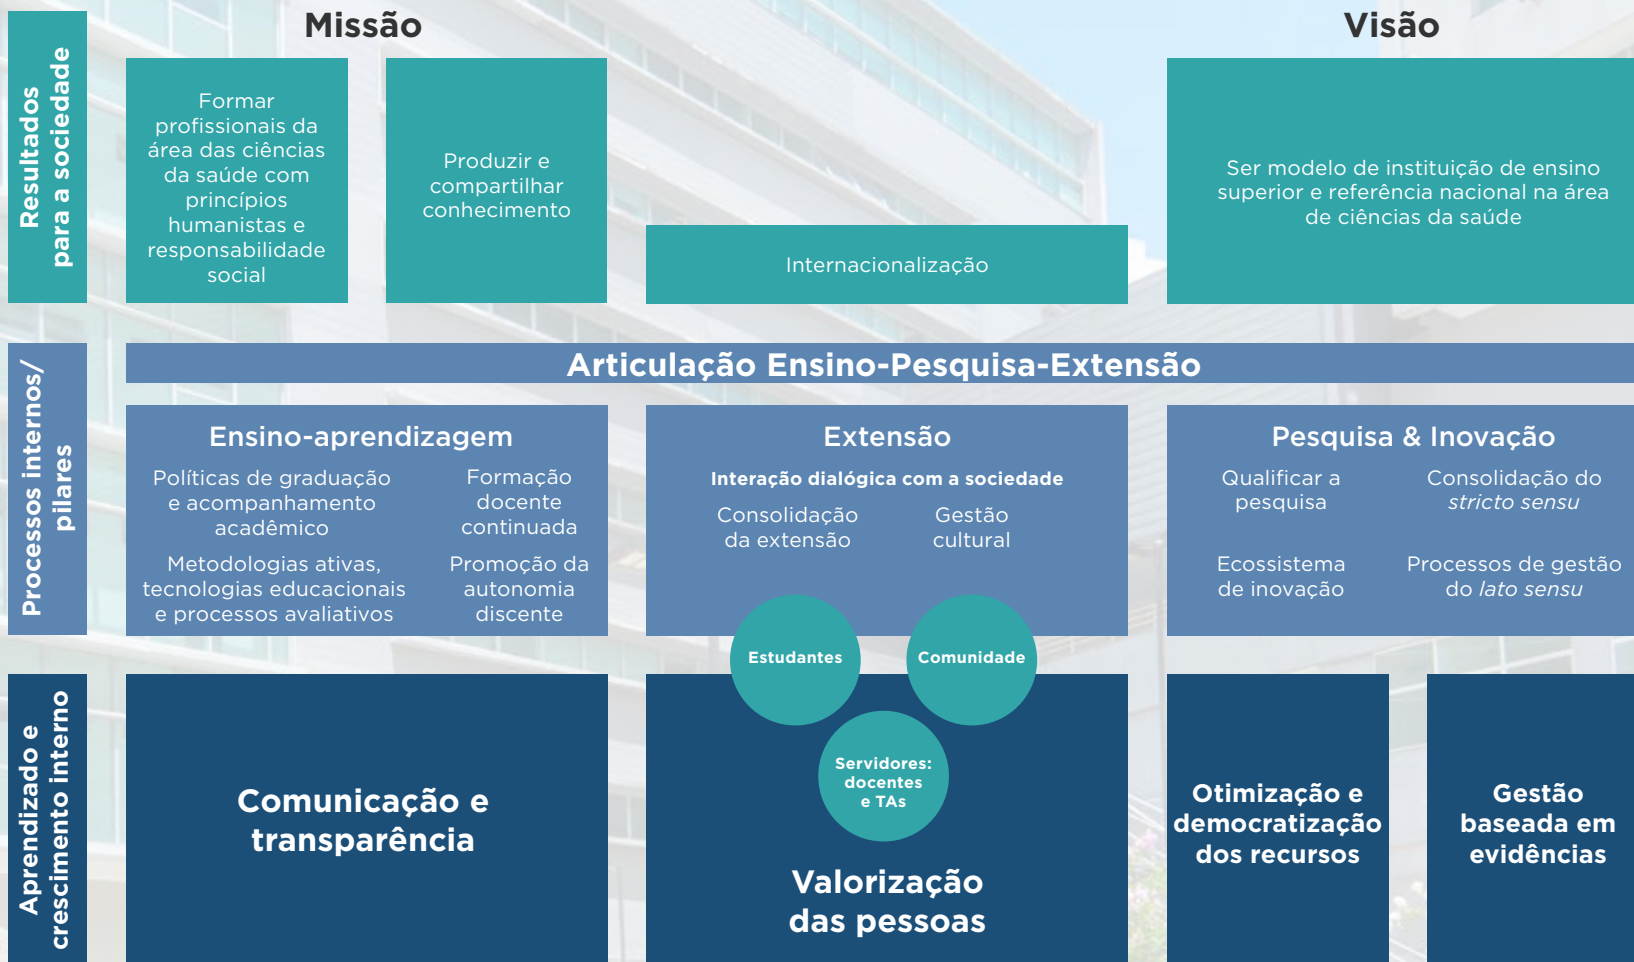 Missão
Visão
Resultados
para a sociedade
Formar
profissionais da
área das ciências
da saúde com
princípios
humanistas e
responsabilidade
social
Produzir e
compartilhar
conhecimento
Internacionalização
Ser modelo de instituição de ensino
superior e referência nacional na área
de ciências da saúde
Processos internos/
pilares
Articulação Ensino-Pesquisa-Extensão
Ensino-aprendizagem
Políticas de graduação
e acompanhamento
acadêmico
Formação
docente
continuada
Metodologias ativas,
tecnologias educacionais
e processos avaliativos
Promoção da
autonomia
discente
Extensão
Interação dialógica com a sociedade
Consolidação
da extensão
Gestão
cultural
Pesquisa & Inovação
Qualificar a
pesquisa
Consolidação do
stricto sensu
Ecossistema
de inovação
Processos de gestão
do lato sensu
Aprendizado e
crescimento interno
Comunicação e
transparência
Estudantes
Comunidade
Servidores:
docentes
e TAs
Valorização
das pessoas
Otimização e
democratização
dos recursos
Gestão
baseada em
evidências